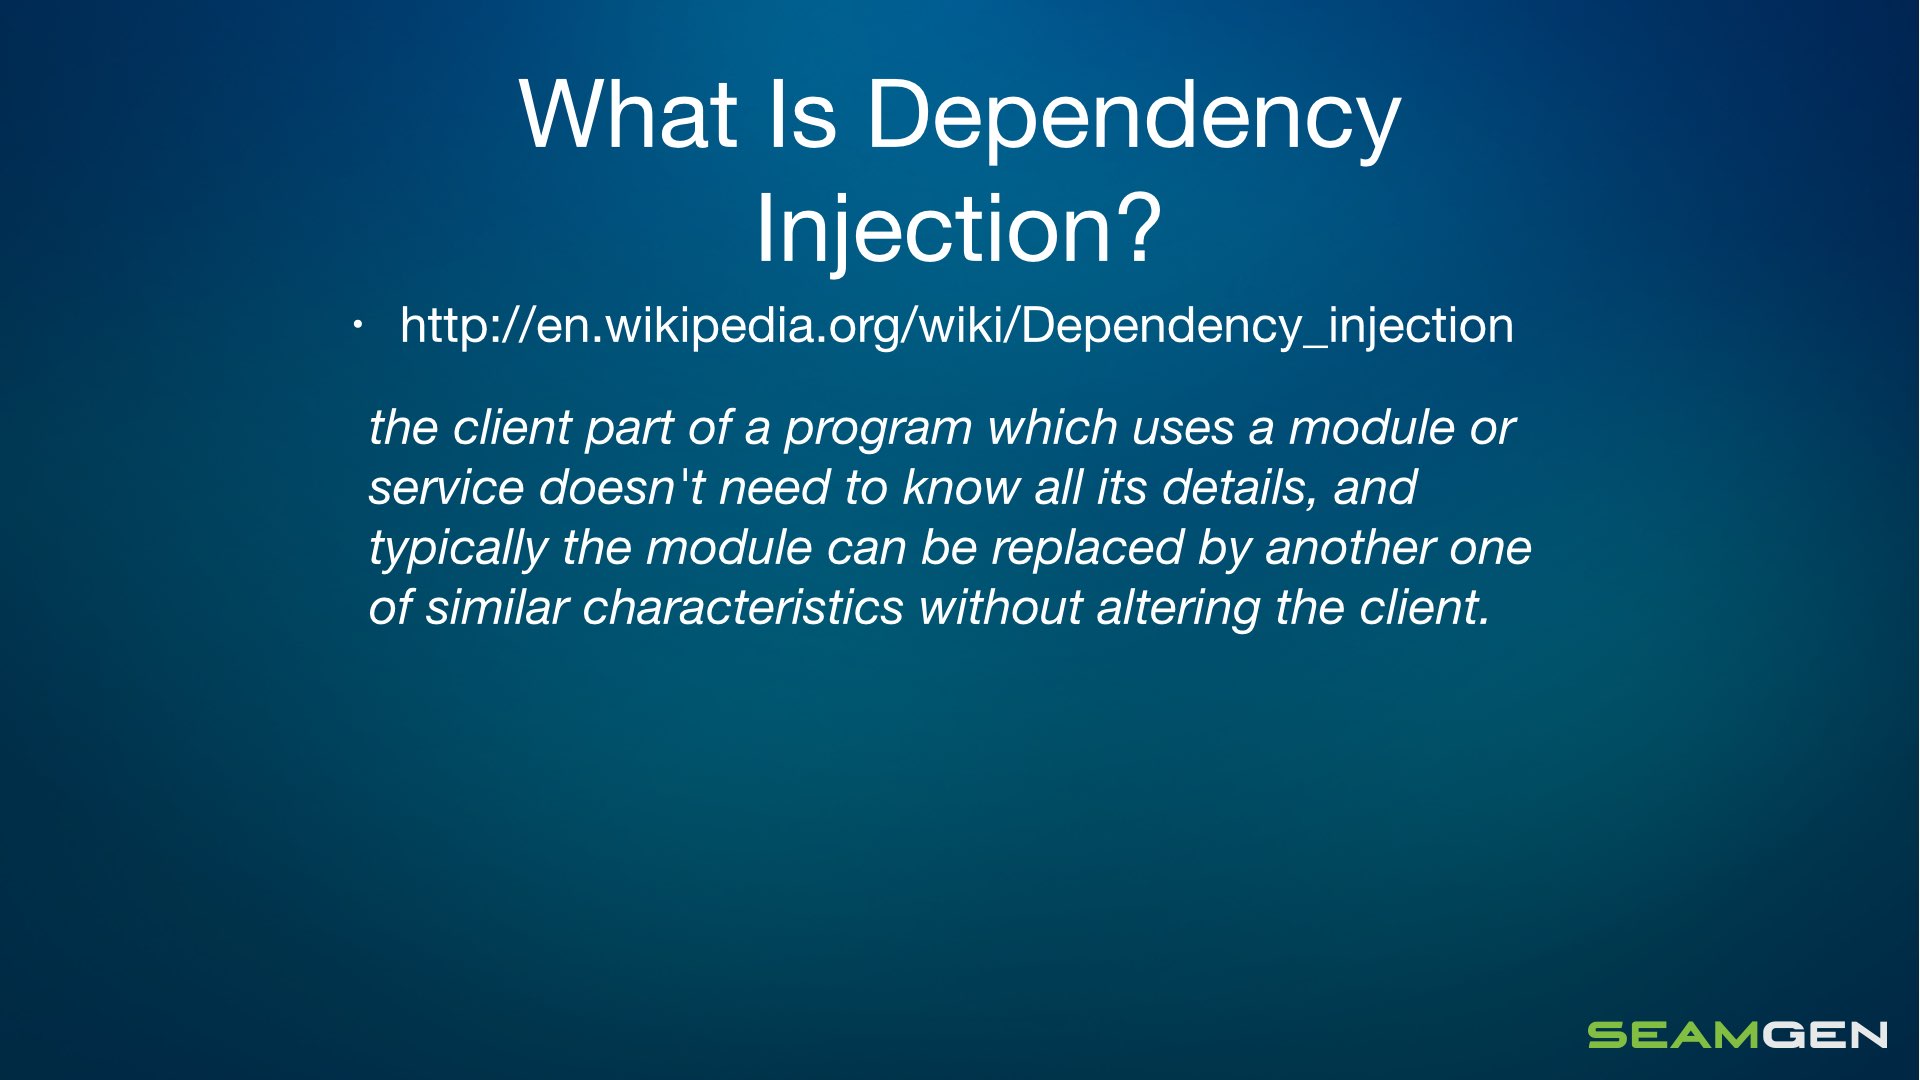 What Is Dependency
Injection?
• http://en.wikipedia.org/wiki/Dependency_injection
the client part of a program which uses a module or
service doesn't need to know all its details, and
typically the module can be replaced by another one
of similar characteristics without altering the client.
SEAMGEN